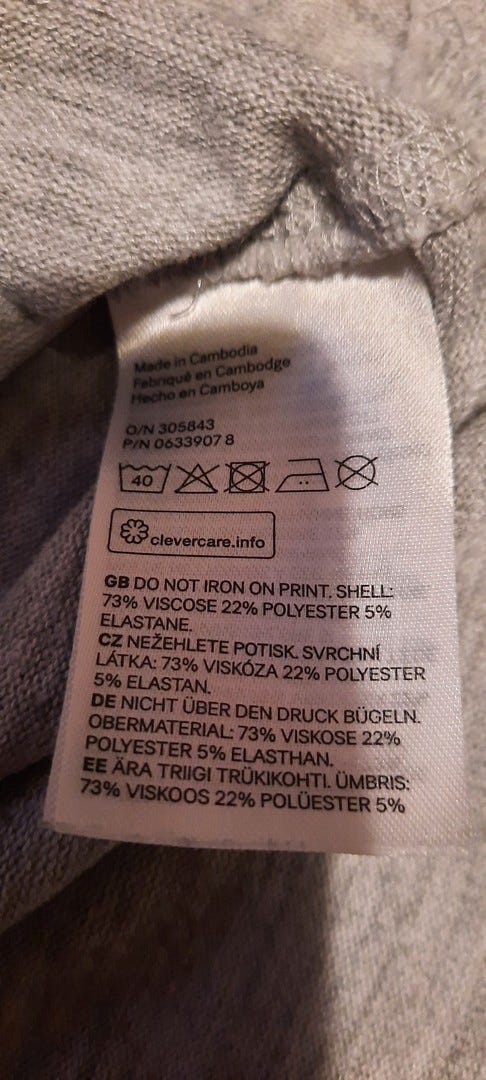 Made in Cambodia
Fabriqué en Cambodge
Hecho en Camboya
O/N 305843
P/N 0633907 8
40
clevercare.info
GB DO NOT IRON ON PRINT. SHELL:
73% VISCOSE 22% POLYESTER 5%
ELASTANE.
CZ NEŽEHLETE POTISK. SVRCHNÍ
LÁTKA: 73% VISKÓZA 22% POLYESTER
5% ELASTAN.
DE NICHT ÜBER DEN DRUCK BÜGELN.
OBERMATERIAL: 73% VISKOSE 22%
POLYESTER 5% ELASTHAN.
EE ÄRA TRIIGI TRÜKIKOHTI. ÜMBRIS:
73% VISKOOS 22% POLÜESTER 5%